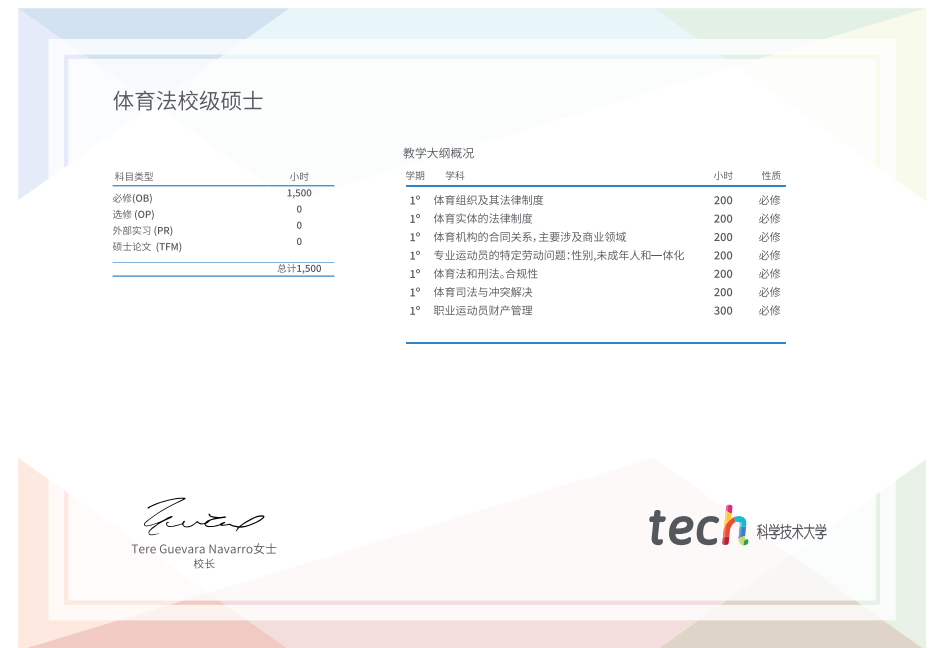 体育法校级硕士
科目类型 小时
必修(OB) 1,500
选修 (OP) 0
外部实习 (PR) 0
硕士论文 (TFM) 0
总计1,500
教学大纲概况
学期 学科 小时 性质
1º 体育组织及其法律制度 200 必修
1º 体育实体的法律制度 200 必修
1º 体育机构的合同关系,主要涉及商业领域 200 必修
1º 专业运动员的特定劳动问题:性别,未成年人和一体化 200 必修
1º 体育法和刑法。合规性 200 必修
1º 体育司法与冲突解决 200 必修
1º 职业运动员财产管理 300 必修
Tere Guevara Navarro女士
校长
tech 科学技术大学